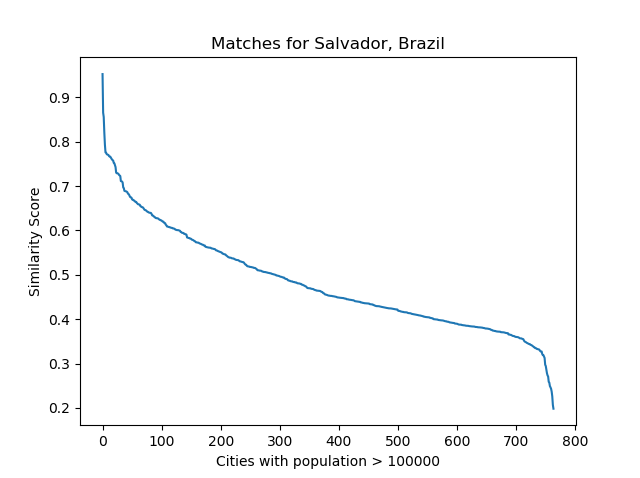 Matches for Salvador, Brazil
Similarity Score
0.9
0.8
0.7
0.6
0.5
0.4
0.3
0.2
0 100 200 300 400 500 600 700 800
Cities with population > 100000